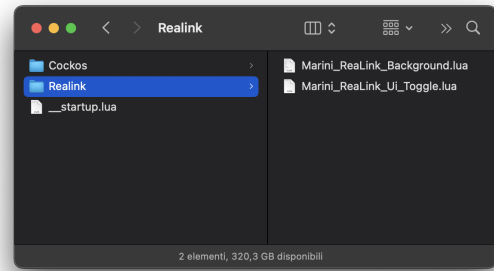 Realink
Cockos
Realink
__startup.lua
Marini_ReaLink_Background.lua
Marini_ReaLink_Ui_Toggle.lua
2 elementi, 320,3 GB disponibili